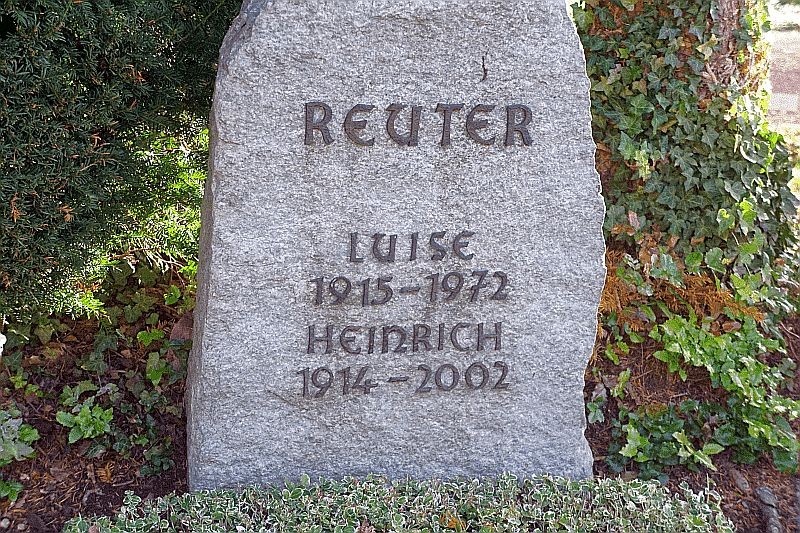 REUTER
LUISE
1915-1972
HEINRICH
1914-2002